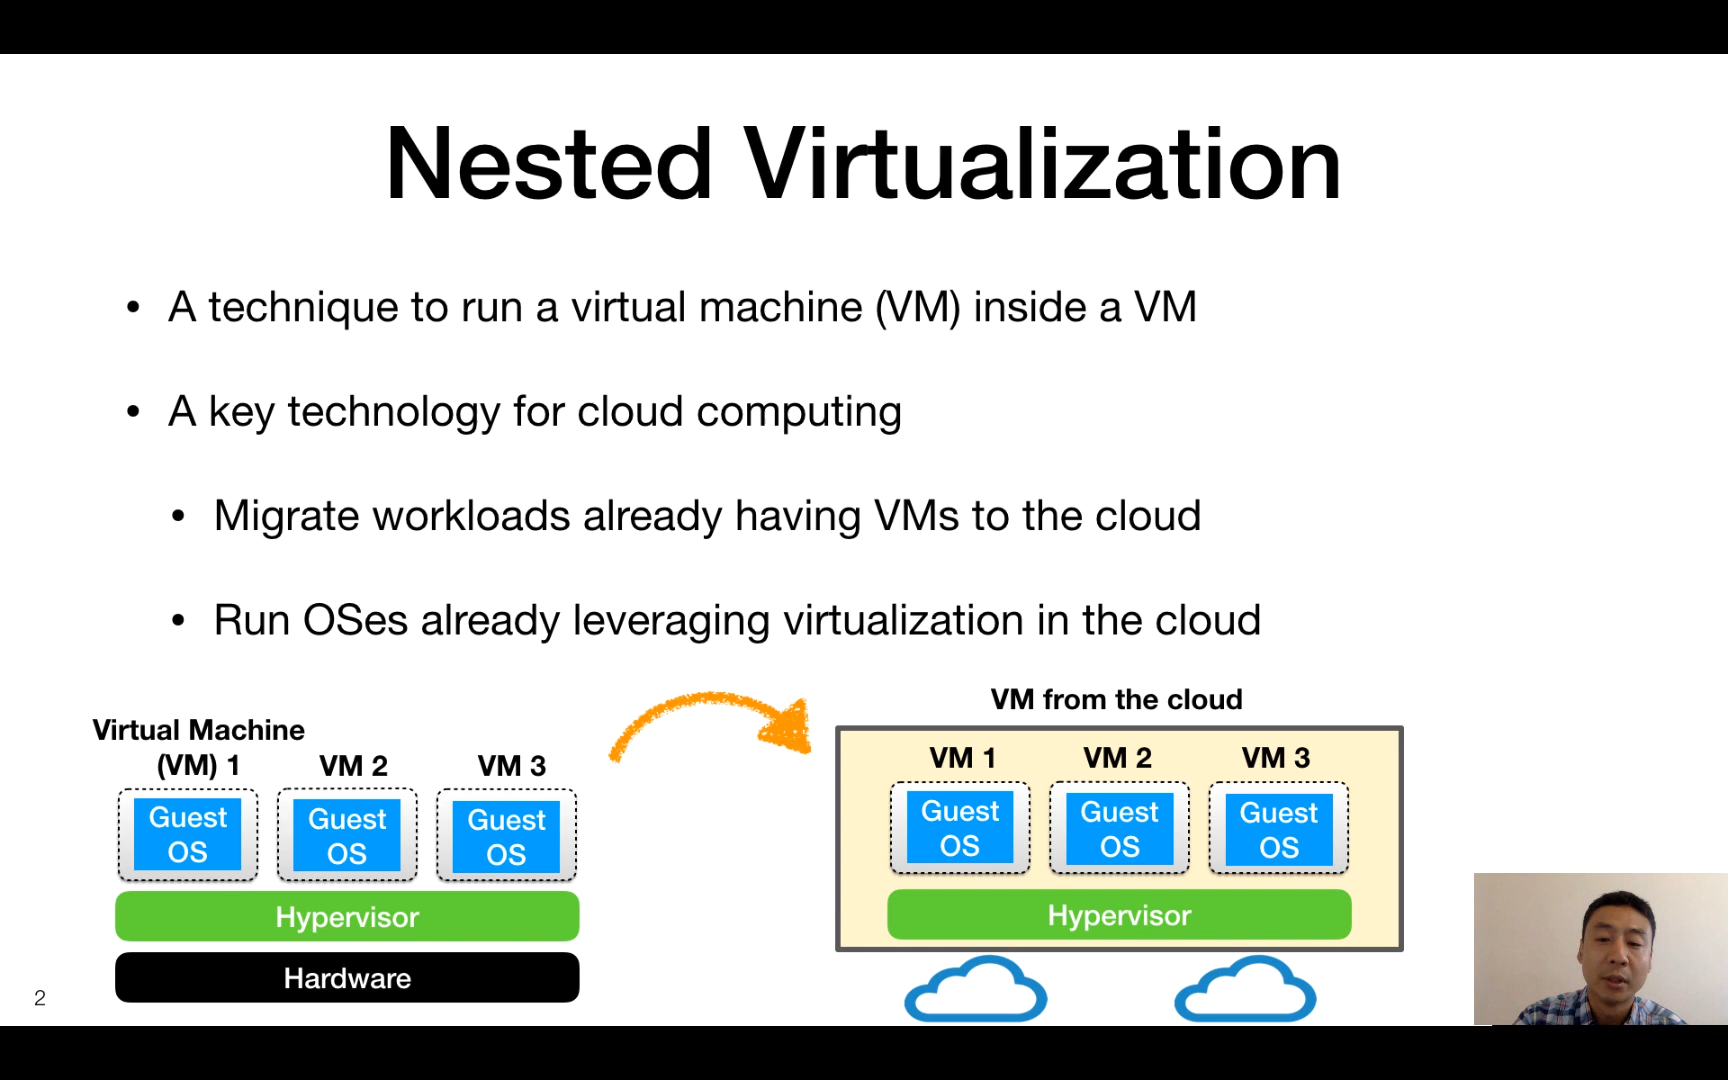 Nested Virtualization
• A technique to run a virtual machine (VM) inside a VM
• A key technology for cloud computing
• Migrate workloads already having VMs to the cloud
• Run OSes already leveraging virtualization in the cloud
Virtual Machine
(VM) 1
VM 2
VM 3
Guest
OS
Guest
OS
Guest
OS
Hypervisor
Hardware
VM from the cloud
VM 1
VM 2
VM 3
Guest
OS
Guest
OS
Guest
OS
Hypervisor
2